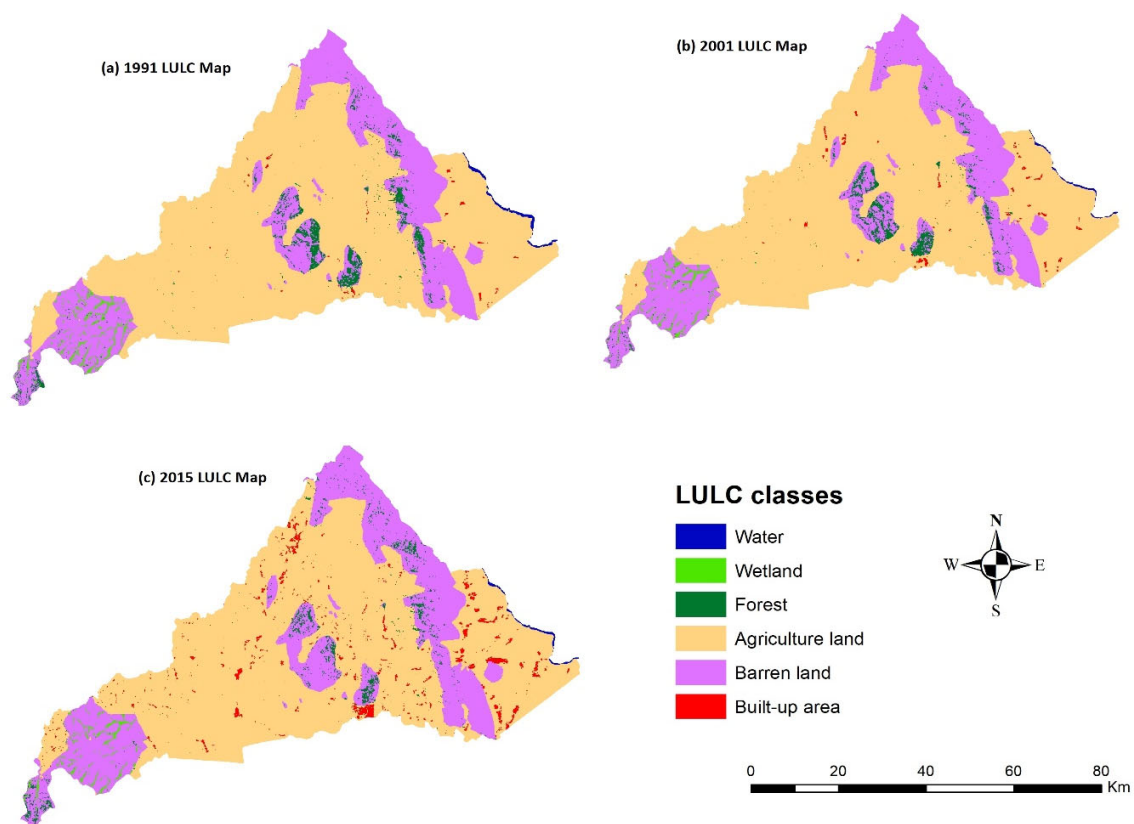 (a) 1991 LULC Map
(b) 2001 LULC Map
(c) 2015 LULC Map
LULC classes
Water
Wetland
Forest
Agriculture land
Barren land
Built-up area
N
W E
S
0 20 40 60 80
Km